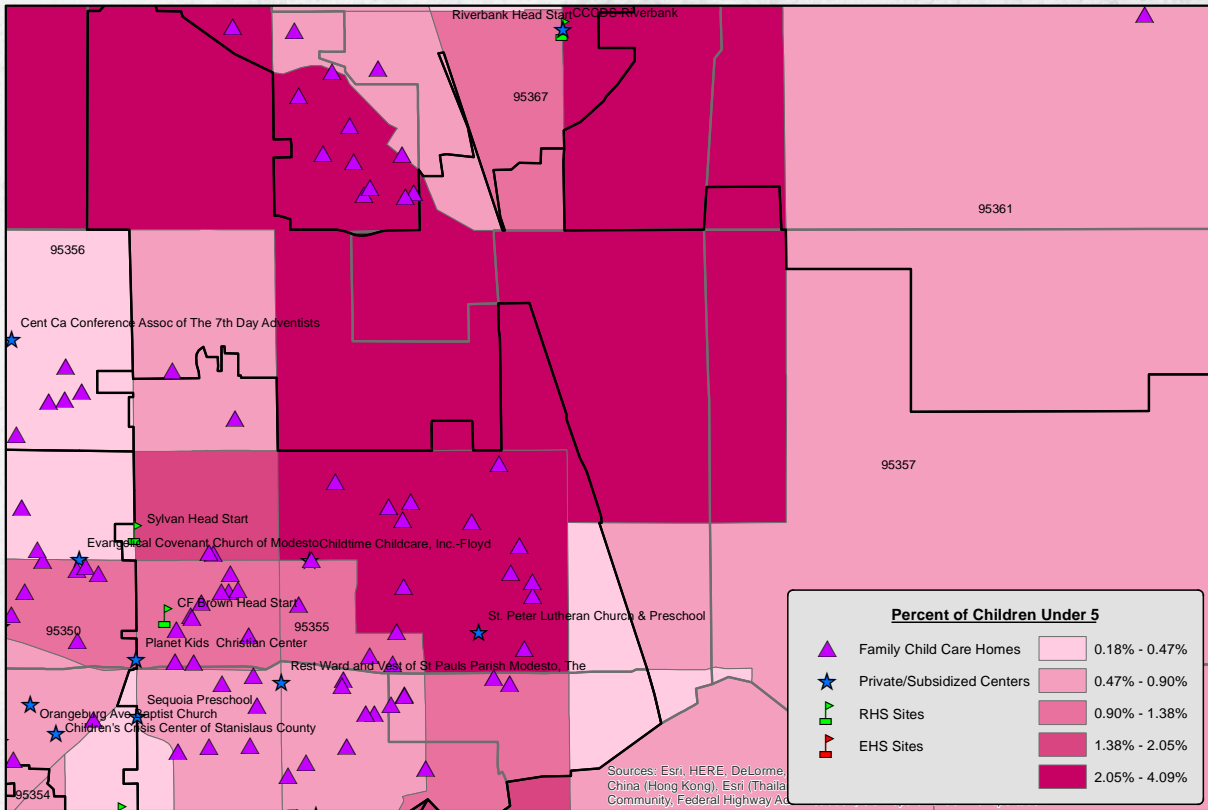 Riverbank Head Start
CCCDS-Riverbank
95367
95361
95356
Cent Ca Conference Assoc of The 7th Day Adventists
95357
Sylvan Head Start
Evangelical Covenant Church of Modesto
Childtime Childcare, Inc.-Floyd
CF Brown Head Start
St. Peter Lutheran Church & Preschool
95350
95355
Planet Kids Christian Center
Rest Ward and Vest of St Pauls Parish Modesto, The
Sequoia Preschool
Orangeburg Ave Baptist Church
Children's Crisis Center of Stanislaus County
95354
Percent of Children Under 5
Family Child Care Homes
0.18% - 0.47%
Private/Subsidized Centers
0.47% - 0.90%
RHS Sites
0.90% - 1.38%
EHS Sites
1.38% - 2.05%
2.05% - 4.09%
Sources: Esri, HERE, DeLorme,
China (Hong Kong), Esri
Community, Federal Highway